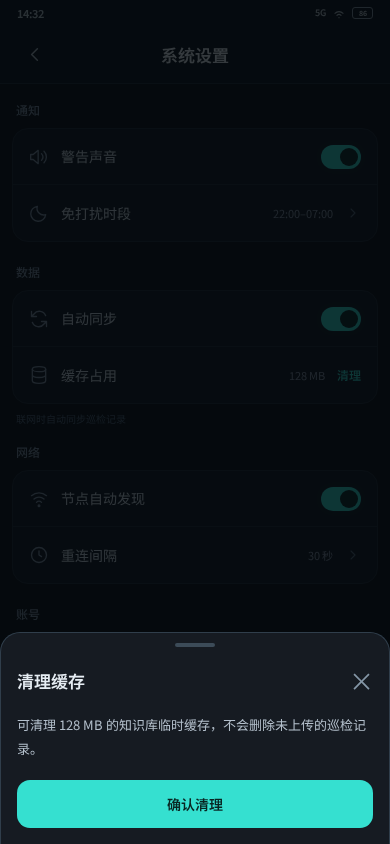 14:32
5G
86
系统设置
通知
警告声音
免打扰时段
22:00–07:00
数据
自动同步
缓存占用
128 MB 清理
联网时自动同步巡检记录
网络
节点自动发现
重连间隔
30 秒
账号
清理缓存
可清理 128 MB 的知识库临时缓存，不会删除未上传的巡检记
录。
确认清理